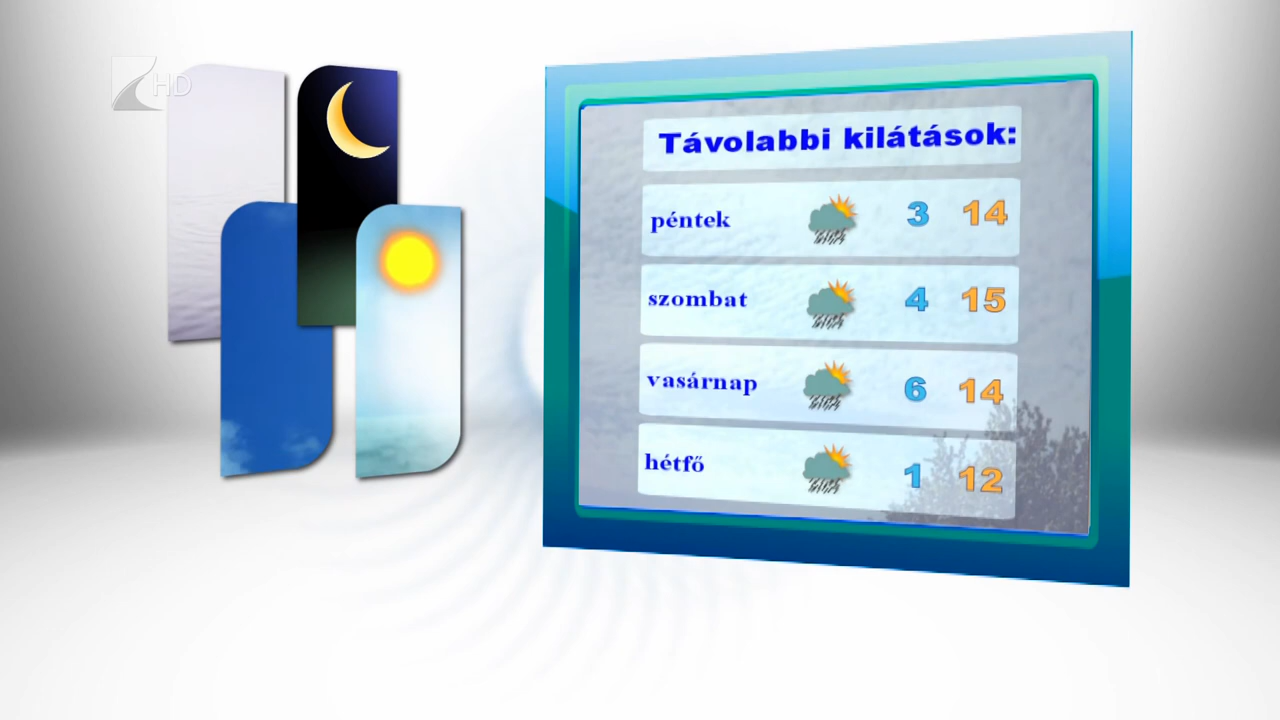 HD
Távolabbi kilátások:
péntek 3 14
szombat 4 15
vasárnap 6 14
hétfő 1 12